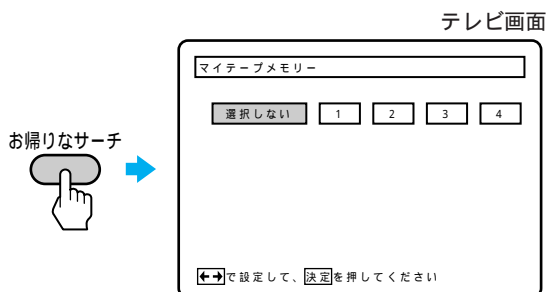 テレビ画面
マイテープメモリー
選択しない 1 2 3 4
お帰りなサーチ
←→で設定して、決定を押してください